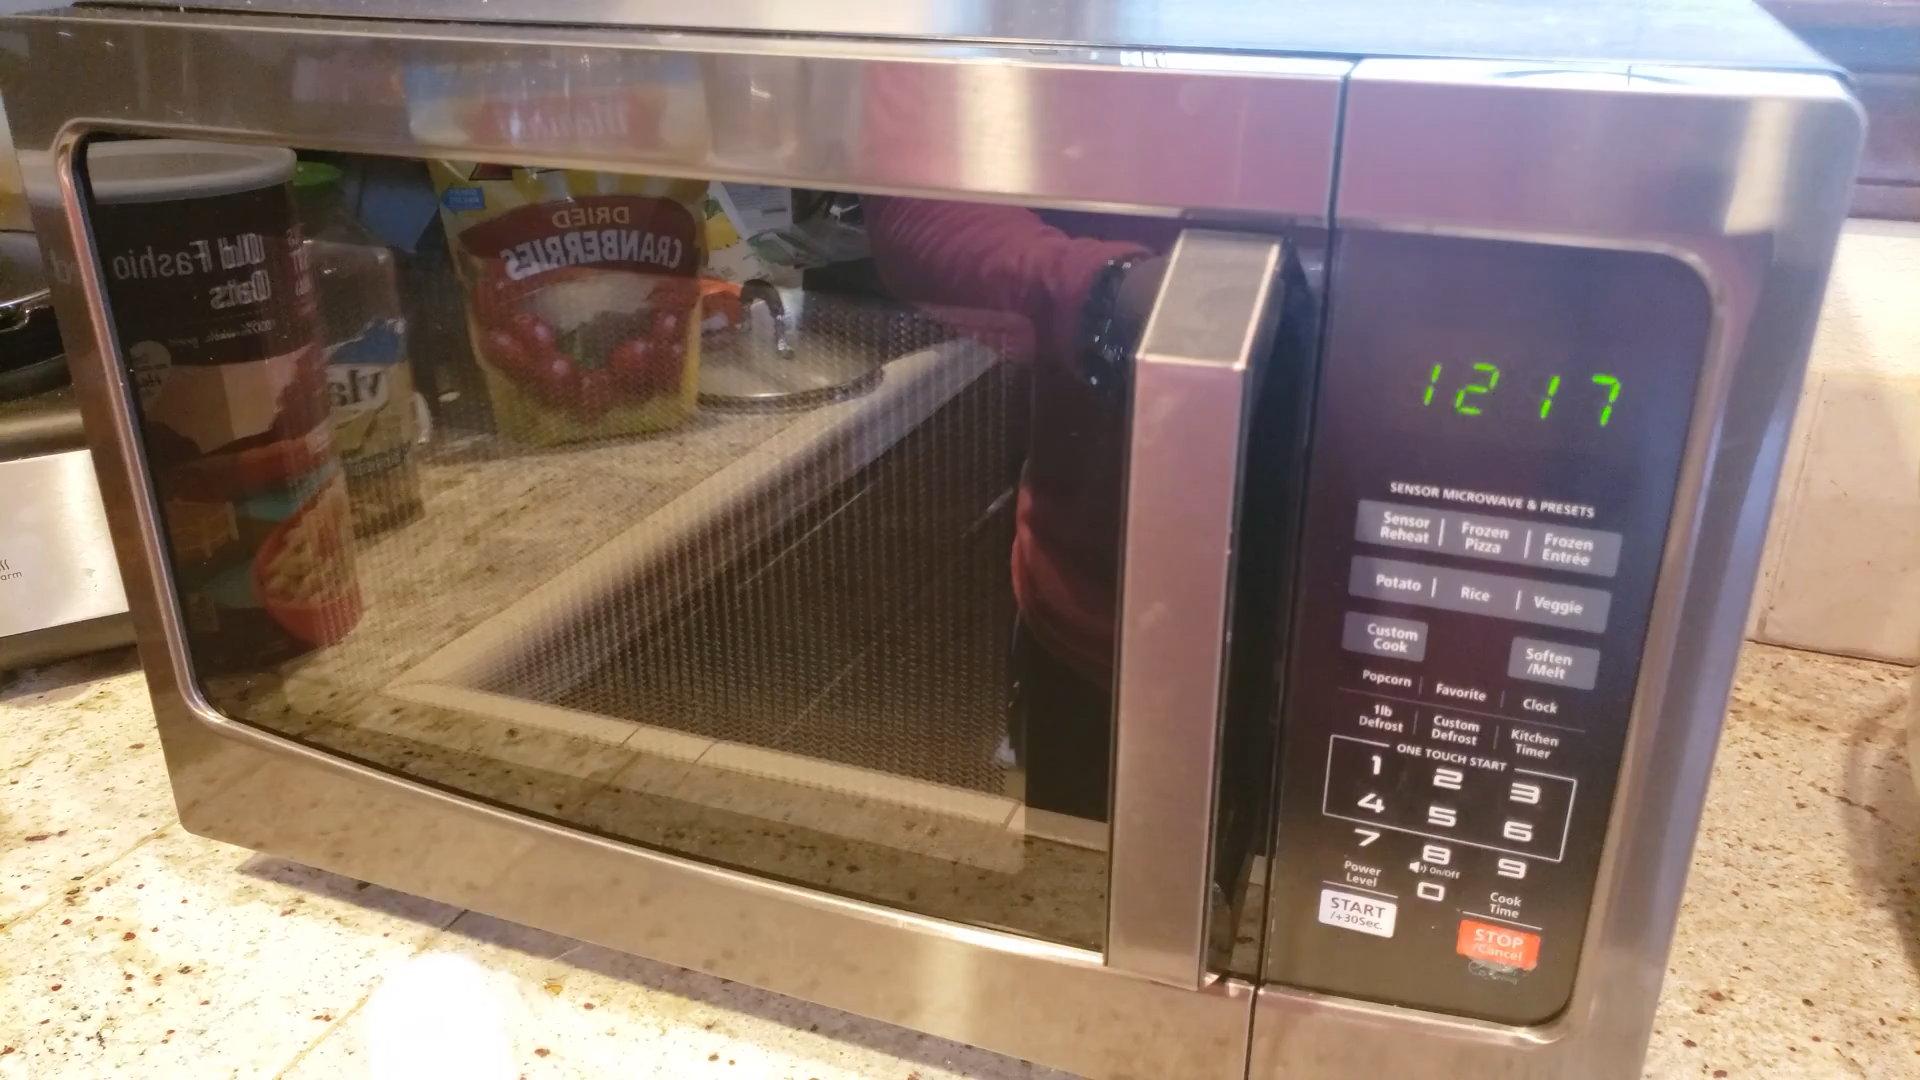 Old Fashio
Oats
DRIED
CRANBERRIES
arm
1217
SENSOR MICROWAVE & PRESETS
Sensor Reheat | Frozen Pizza | Frozen Entrée
Potato | Rice | Veggie
Custom Cook
Soften /Melt
Popcorn | Favorite | Clock
1lb Defrost | Custom Defrost | Kitchen Timer
ONE TOUCH START
1 2 3
4 5 6
7 8 9
Power Level
On/Off
0
Cook Time
START
/+30Sec.
STOP
/Cancel